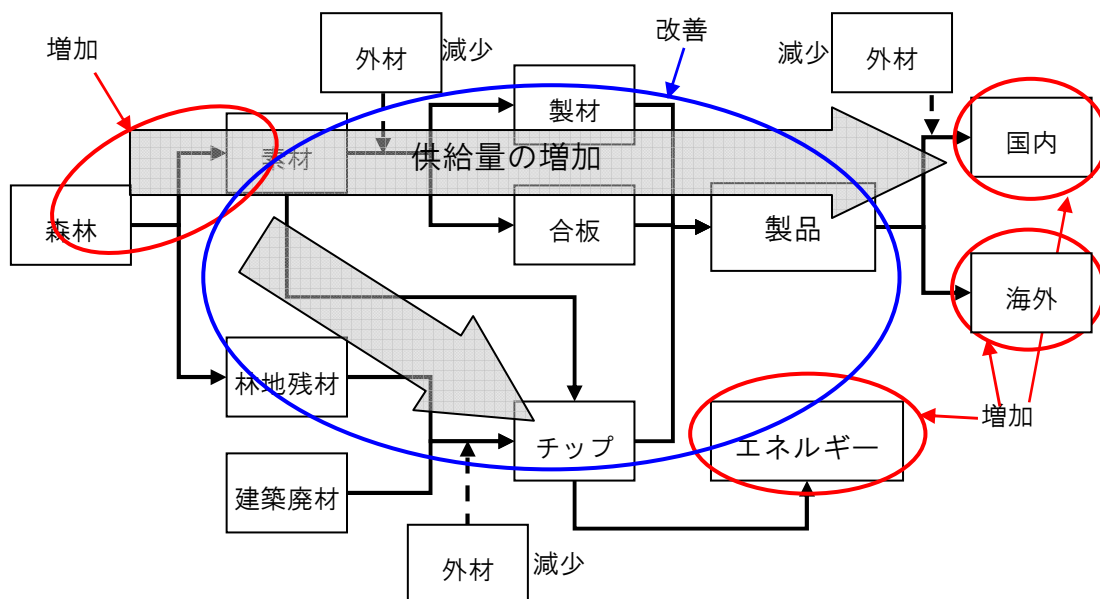 増加
外材
減少
改善
減少
外材
素材
製材
供給量の増加
国内
森林
合板
製品
海外
林地残材
チップ
エネルギー
増加
建築廃材
外材
減少